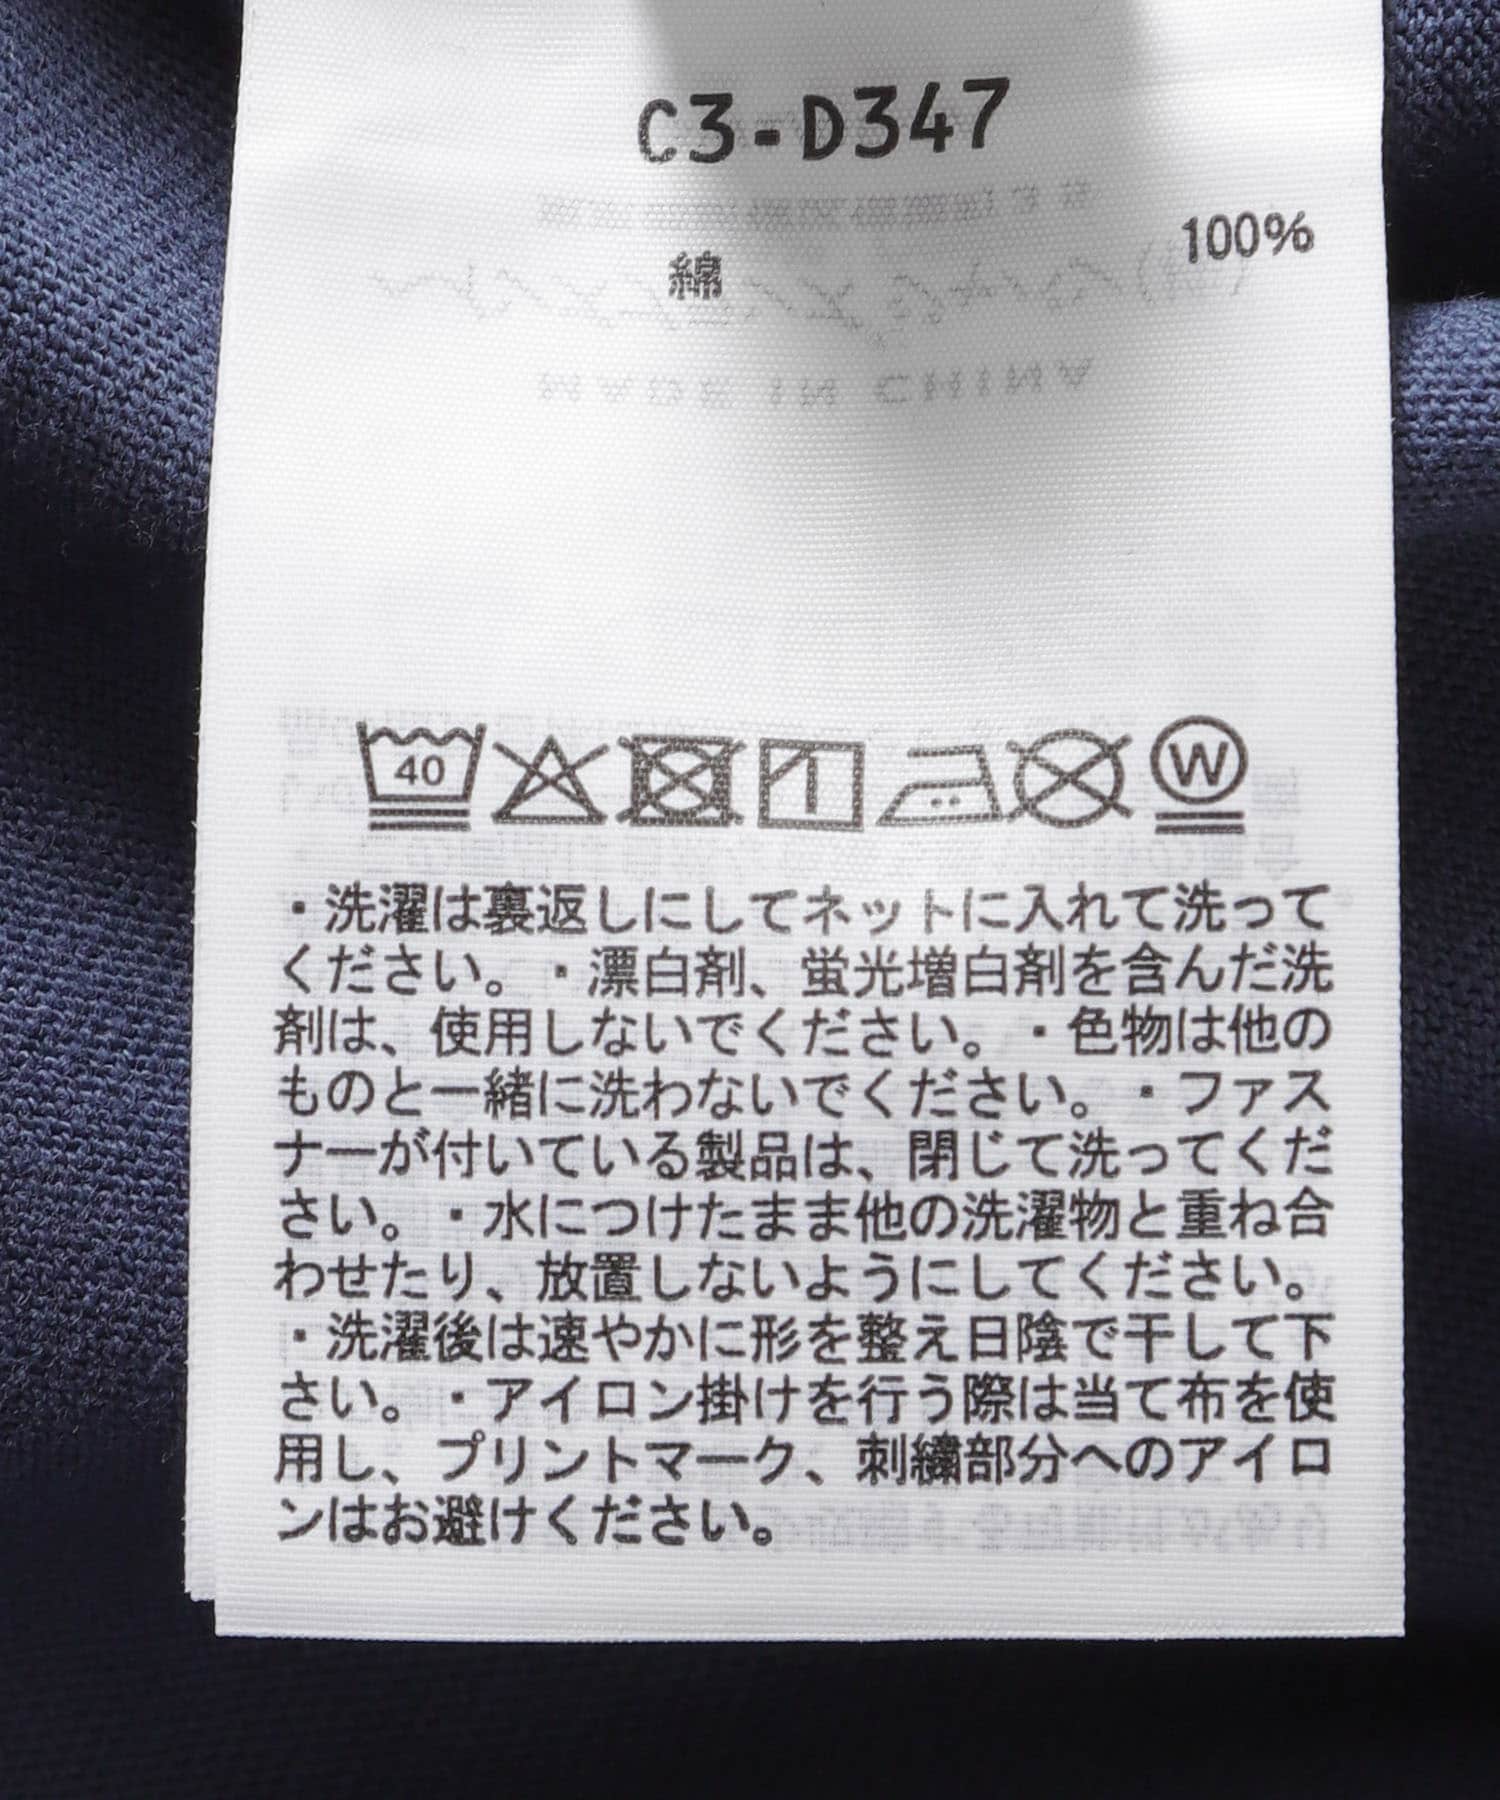 C3-D347
綿 100%
40
W
・洗濯は裏返しにしてネットに入れて洗って
ください。・漂白剤、蛍光増白剤を含んだ洗
剤は、使用しないでください。・色物は他の
ものと一緒に洗わないでください。・ファス
ナーが付いている製品は、閉じて洗ってくだ
さい。・水につけたまま他の洗濯物と重ね合
わせたり、放置しないようにしてください。
・洗濯後は速やかに形を整え日陰で干して下
さい。・アイロン掛けを行う際は当て布を使
用し、プリントマーク、刺繍部分へのアイロ
ンはお避けください。
MADE IN CHINA